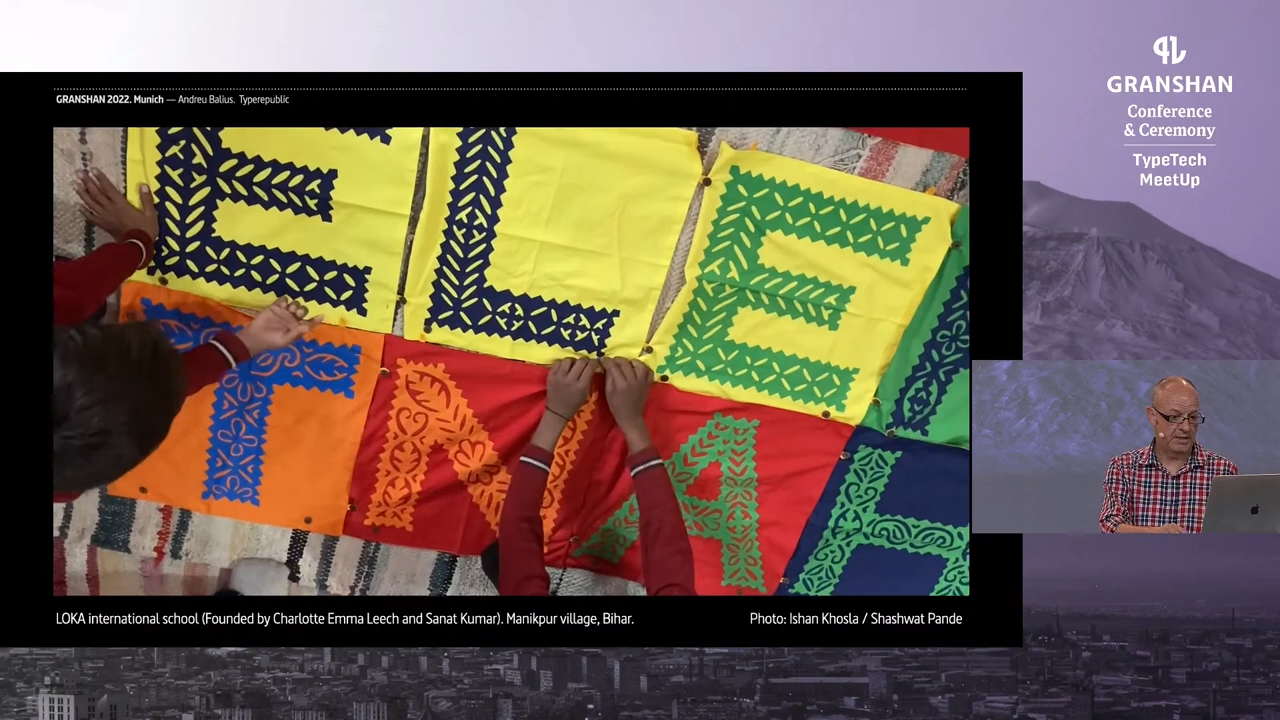 GRANSHAN
Conference
& Ceremony
TypeTech
MeetUp
GRANSHAN 2022. Munich — Andreu Balius. Typerepublic
E L E
T N A H
LOKA international school (Founded by Charlotte Emma Leech and Sanat Kumar). Manikpur village, Bihar.
Photo: Ishan Khosla / Shashwat Pande